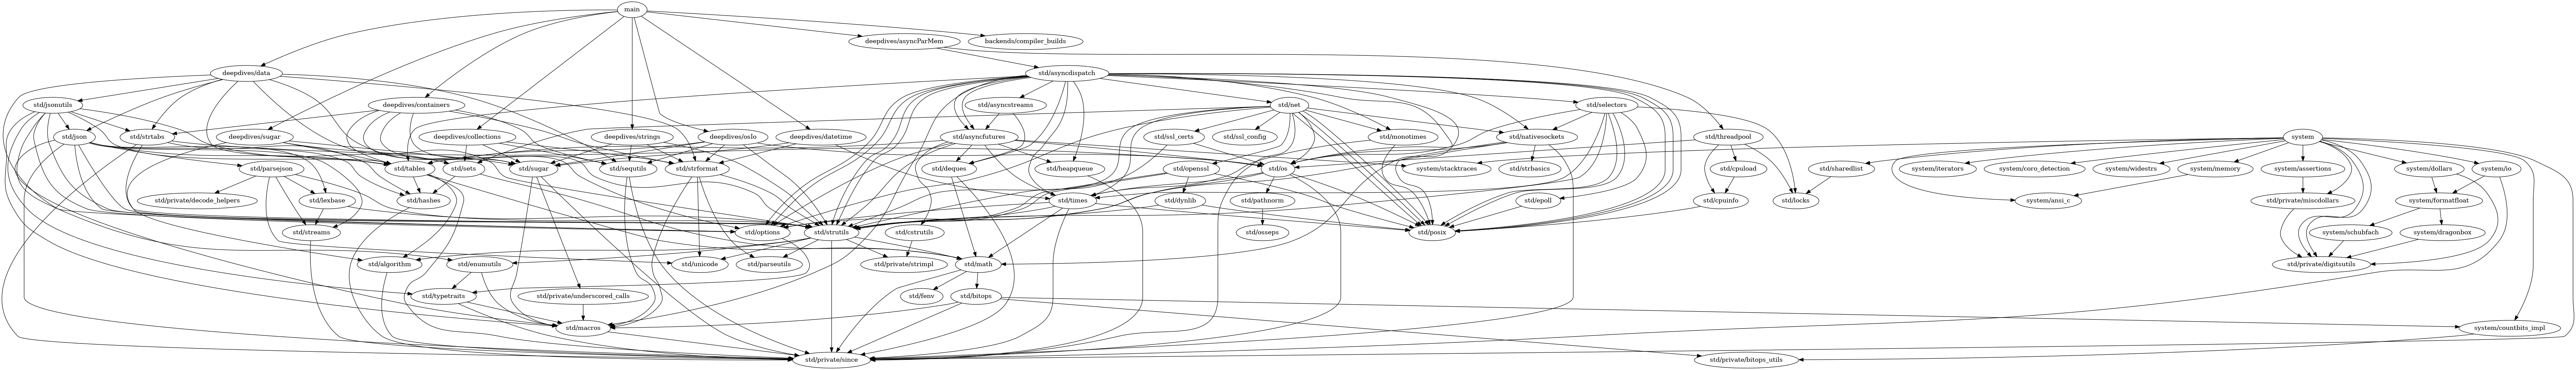 main
deepdives/asyncParMem
backends/compiler_builds
deepdives/data
std/asyncdispatch
std/jsonutils
deepdives/containers
std/asyncstreams
std/net
std/selectors
std/json
std/strtabs
deepdives/sugar
deepdives/collections
deepdives/strings
deepdives/oslo
deepdives/datetime
std/asyncfutures
std/ssl_certs
std/ssl_config
std/monotimes
std/nativesockets
std/threadpool
system
std/parsejson
std/tables
std/sets
std/sugar
std/sequtils
std/strformat
std/deques
std/heapqueue
std/openssl
std/os
system/stacktraces
std/strbasics
std/cpuload
std/sharedlist
system/iterators
system/coro_detection
system/widestrs
system/memory
system/assertions
system/dollars
system/io
std/private/decode_helpers
std/lexbase
std/hashes
std/times
std/dynlib
std/pathnorm
std/epoll
std/cpuinfo
std/locks
system/ansi_c
std/private/miscdollars
system/formatfloat
std/streams
std/options
std/strutils
std/cstrutils
std/osseps
std/posix
system/schubfach
system/dragonbox
std/algorithm
std/enumutils
std/unicode
std/parseutils
std/private/strimpl
std/math
std/private/digitsutils
std/typetraits
std/private/underscored_calls
std/fenv
std/bitops
std/macros
system/countbits_impl
std/private/since
std/private/bitops_utils